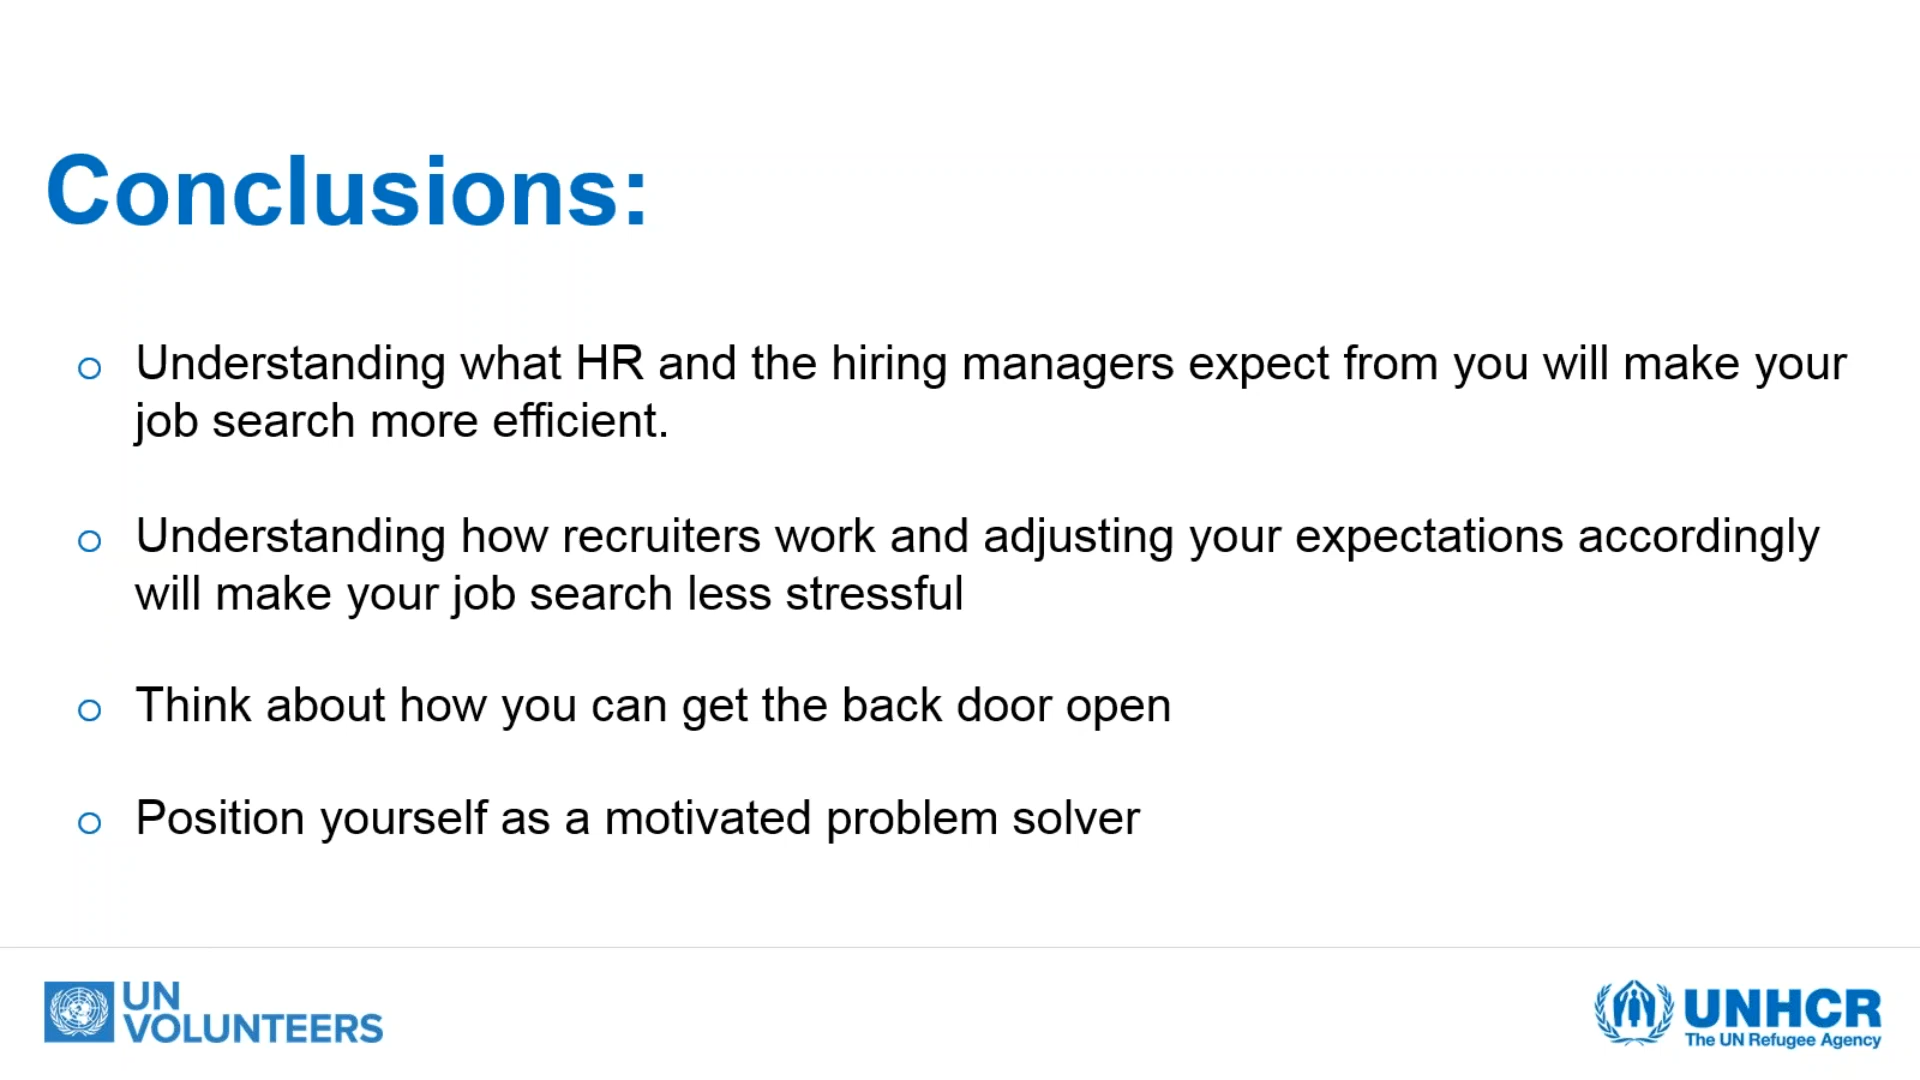 Conclusions:
o Understanding what HR and the hiring managers expect from you will make your
job search more efficient.
o Understanding how recruiters work and adjusting your expectations accordingly
will make your job search less stressful
o Think about how you can get the back door open
o Position yourself as a motivated problem solver
UN
VOLUNTEERS
UNHCR
The UN Refugee Agency